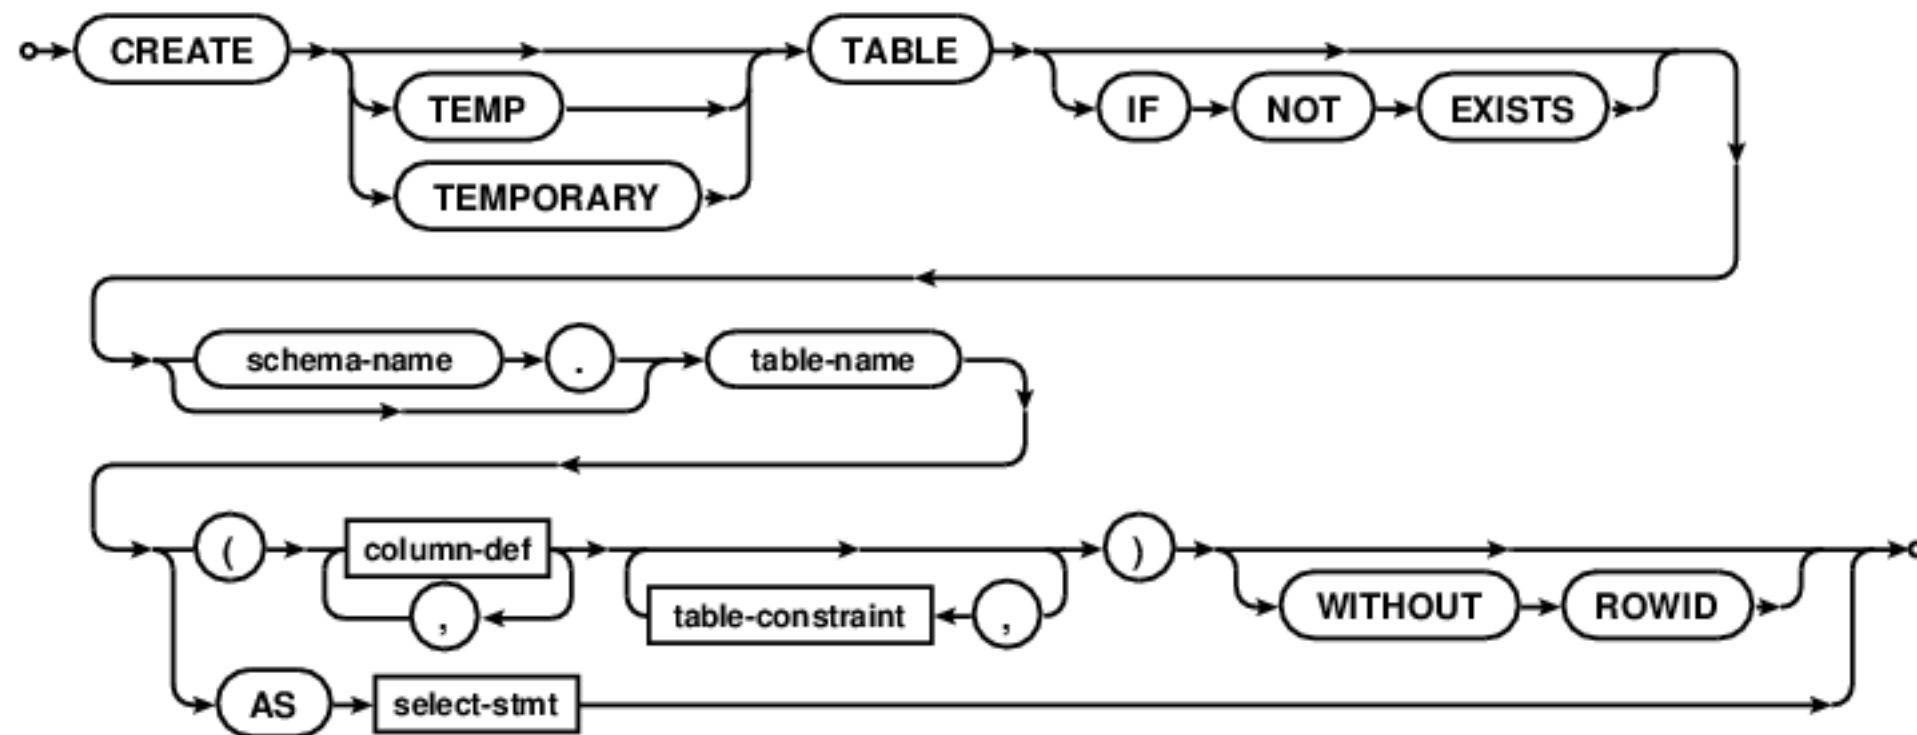 CREATE TABLE
TEMP IF NOT EXISTS
TEMPORARY
schema-name . table-name
( column-def )
, table-constraint , WITHOUT ROWID
AS select-stmt